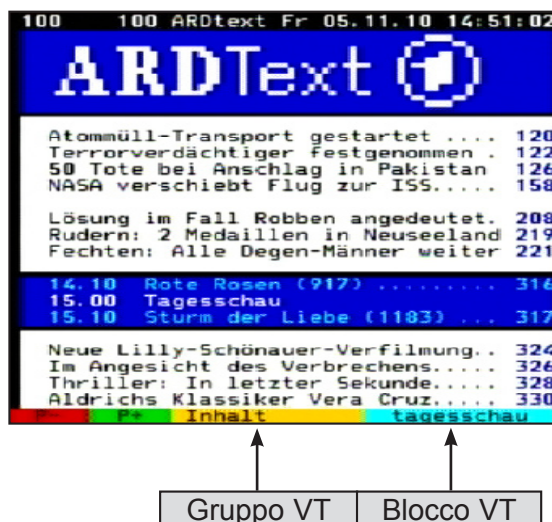 100 100 ARDtext Fr 05.11.10 14:51:02
ARDText 1
Atommüll-Transport gestartet .... 120
Terrorverdächtiger festgenommen . 122
50 Tote bei Anschlag in Pakistan 126
NASA verschiebt Flug zur ISS..... 158
Lösung im Fall Robben angedeutet. 208
Rudern: 2 Medaillen in Neuseeland 219
Fechten: Alle Degen-Männer weiter 221
14.10 Rote Rosen (917) ......... 316
15.00 Tagesschau
15.10 Sturm der Liebe (1183) ... 317
Neue Lilly-Schönauer-Verfilmung.. 324
Im Angesicht des Verbrechens..... 326
Thriller: In letzter Sekunde..... 328
Aldrichs Klassiker Vera Cruz..... 330
P- P+ Inhalt tagesschau
Gruppo VT Blocco VT